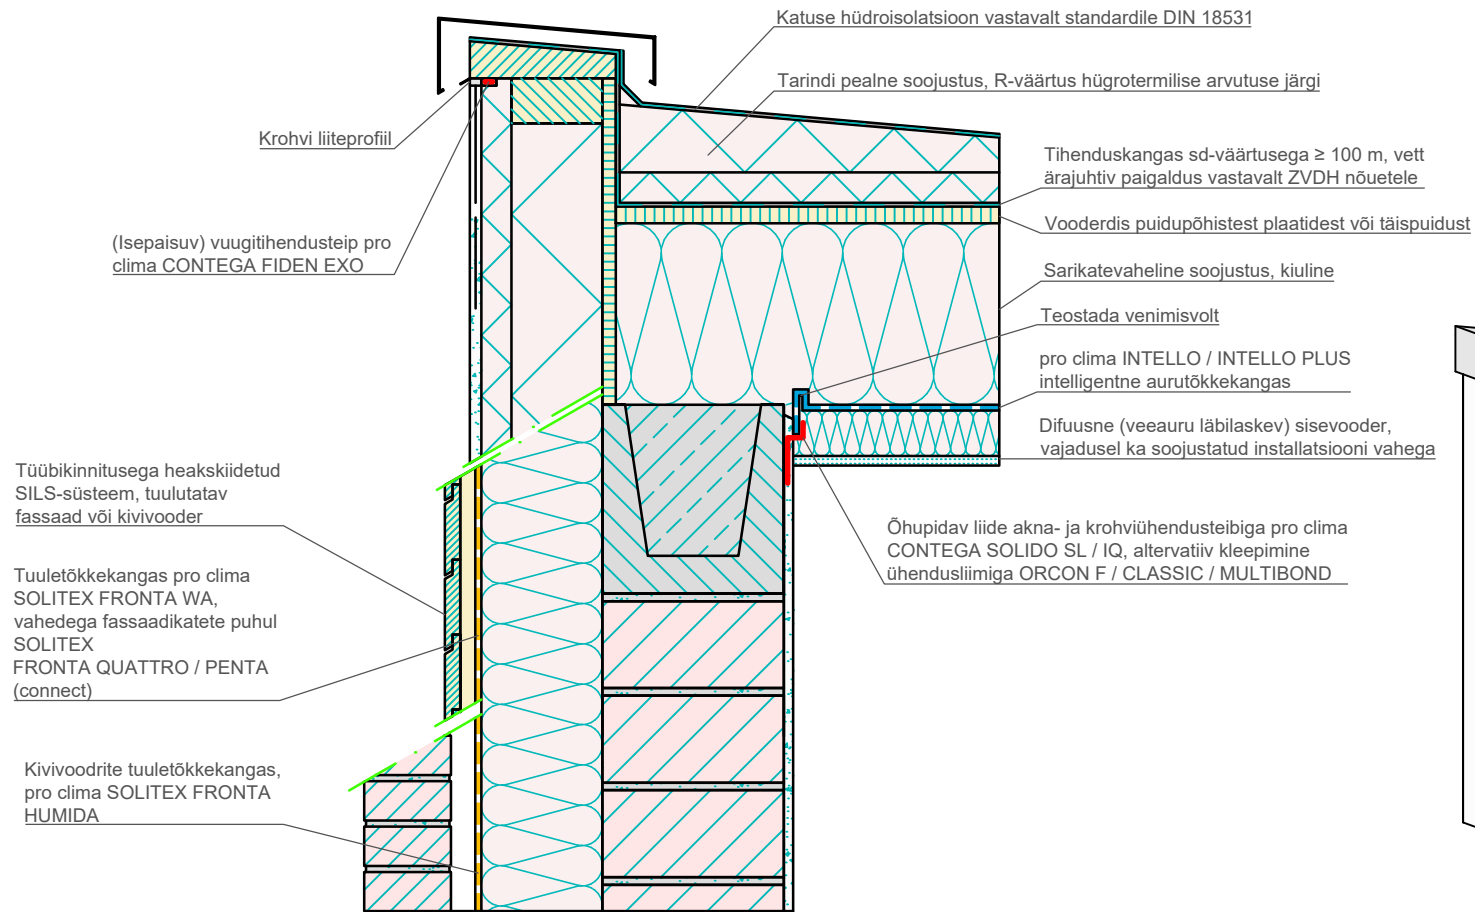 Katuse hüdroisolatsioon vastavalt standardile DIN 18531
Tarindi pealne soojustus, R-väärtus hügrotermilise arvutuse järgi
Krohvi liiteprofiil
Tihenduskangas sd-väärtusega ≥ 100 m, vett
ärajuhtiv paigaldus vastavalt ZVDH nõuetele
Vooderdis puidupõhistest plaatidest või täispuidust
(Isepaisuv) vuugitihendusteip pro
clima CONTEGA FIDEN EXO
Sarikatevaheline soojustus, kiuline
Teostada venimisvolt
pro clima INTELLO / INTELLO PLUS
intelligentne aurutõkkekangas
Difuusne (veeauru läbilaskev) sisevooder,
vajadusel ka soojustatud installatsiooni vahega
Tüübikinnitusega heakskiidetud
SILS-süsteem, tuulutatav
fassaad või kivivooder
Õhupidav liide akna- ja krohviühendusteibiga pro clima
CONTEGA SOLIDO SL / IQ, altervatiiv kleepimine
ühendusliimiga ORCON F / CLASSIC / MULTIBOND
Tuuletõkkekangas pro clima
SOLITEX FRONTA WA,
vahedega fassaadikatete puhul
SOLITEX
FRONTA QUATTRO / PENTA
(connect)
Kivivoodrite tuuletõkkekangas,
pro clima SOLITEX FRONTA
HUMIDA